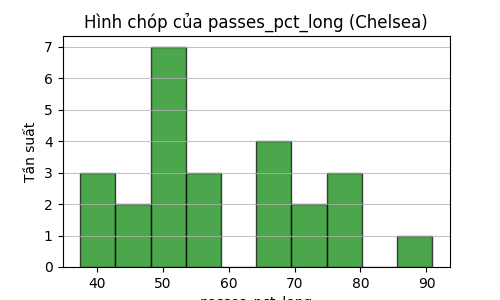 Hình chóp của passes_pct_long (Chelsea)
Tần suất
7
6
5
4
3
2
1
0
40 50 60 70 80 90
passes_pct_long